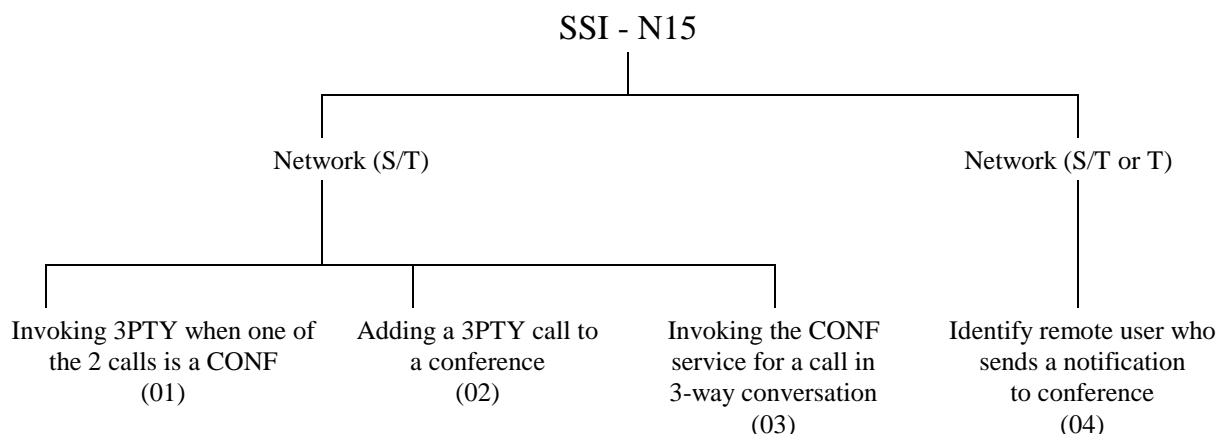 SSI - N15
Network (S/T)
Network (S/T or T)
Invoking 3PTY when one of
the 2 calls is a CONF
(01)
Adding a 3PTY call to
a conference
(02)
Invoking the CONF
service for a call in
3-way conversation
(03)
Identify remote user who
sends a notification
to conference
(04)